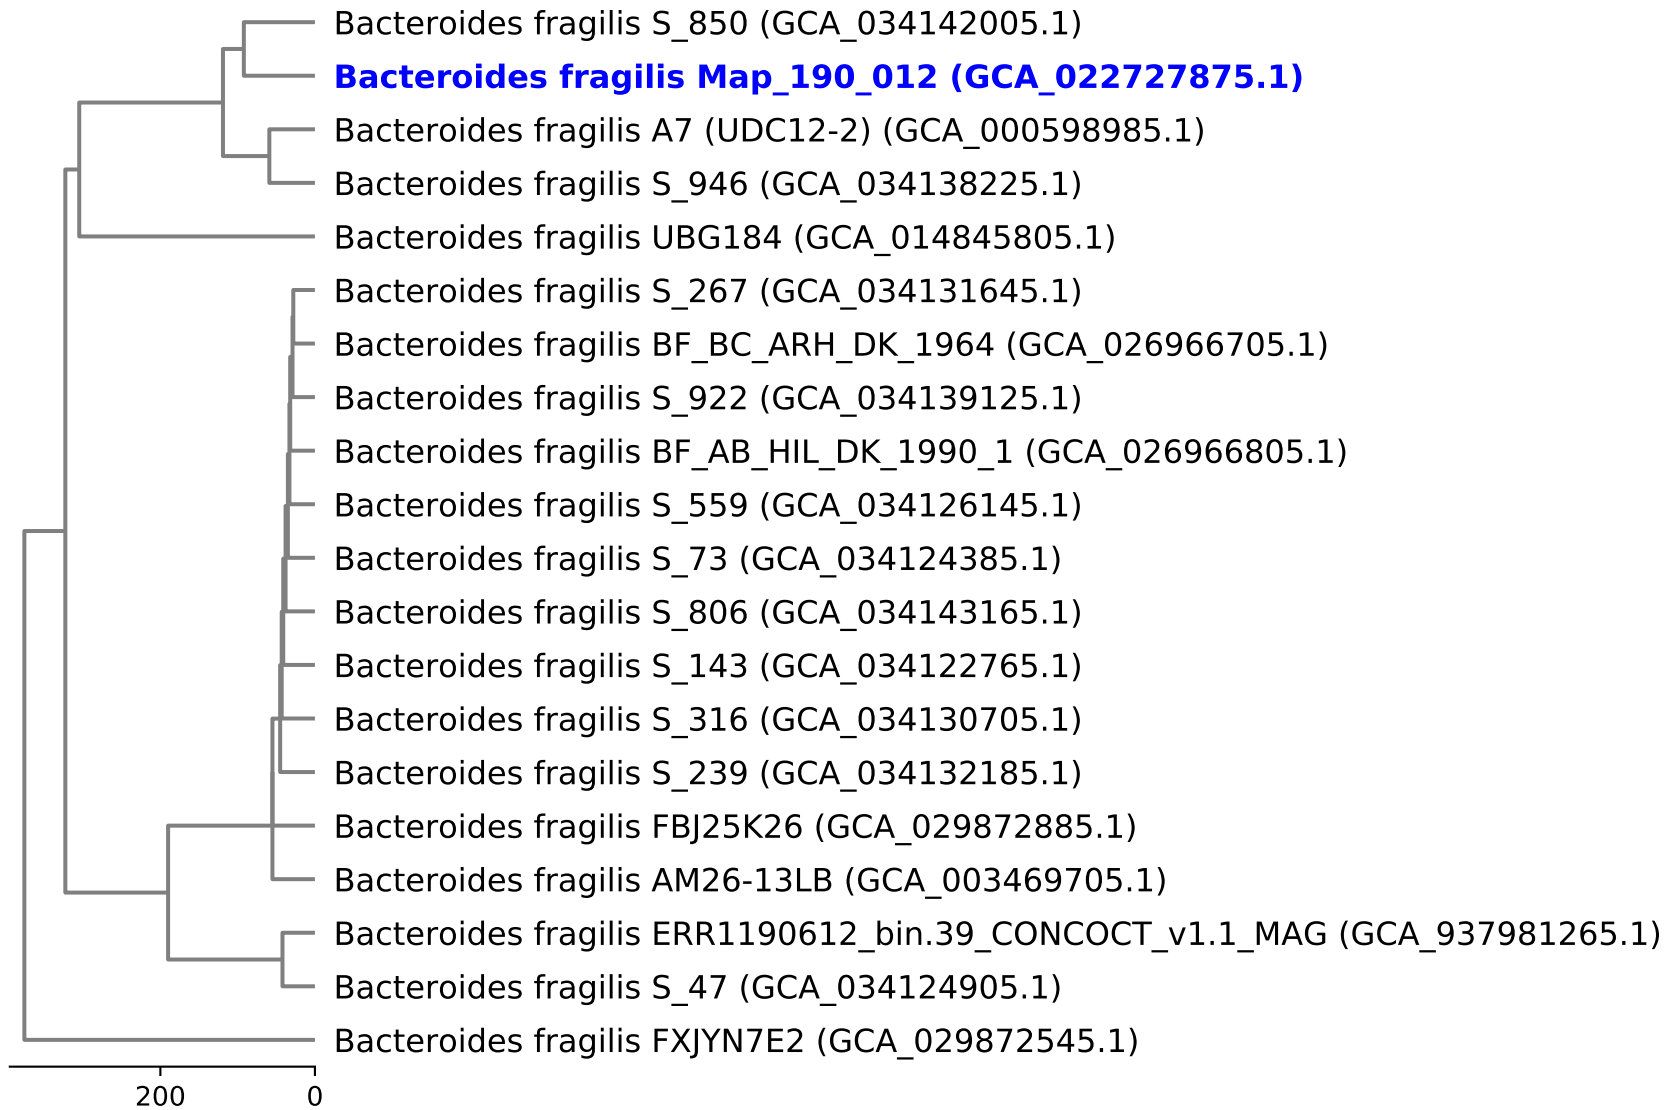 Bacteroides fragilis S_850 (GCA_034142005.1)
Bacteroides fragilis Map_190_012 (GCA_022727875.1)
Bacteroides fragilis A7 (UDC12-2) (GCA_000598985.1)
Bacteroides fragilis S_946 (GCA_034138225.1)
Bacteroides fragilis UBG184 (GCA_014845805.1)
Bacteroides fragilis S_267 (GCA_034131645.1)
Bacteroides fragilis BF_BC_ARH_DK_1964 (GCA_026966705.1)
Bacteroides fragilis S_922 (GCA_034139125.1)
Bacteroides fragilis BF_AB_HIL_DK_1990_1 (GCA_026966805.1)
Bacteroides fragilis S_559 (GCA_034126145.1)
Bacteroides fragilis S_73 (GCA_034124385.1)
Bacteroides fragilis S_806 (GCA_034143165.1)
Bacteroides fragilis S_143 (GCA_034122765.1)
Bacteroides fragilis S_316 (GCA_034130705.1)
Bacteroides fragilis S_239 (GCA_034132185.1)
Bacteroides fragilis FBJ25K26 (GCA_029872885.1)
Bacteroides fragilis AM26-13LB (GCA_003469705.1)
Bacteroides fragilis ERR1190612_bin.39_CONCOCT_v1.1_MAG (GCA_937981265.1)
Bacteroides fragilis S_47 (GCA_034124905.1)
Bacteroides fragilis FXJYN7E2 (GCA_029872545.1)
200 0